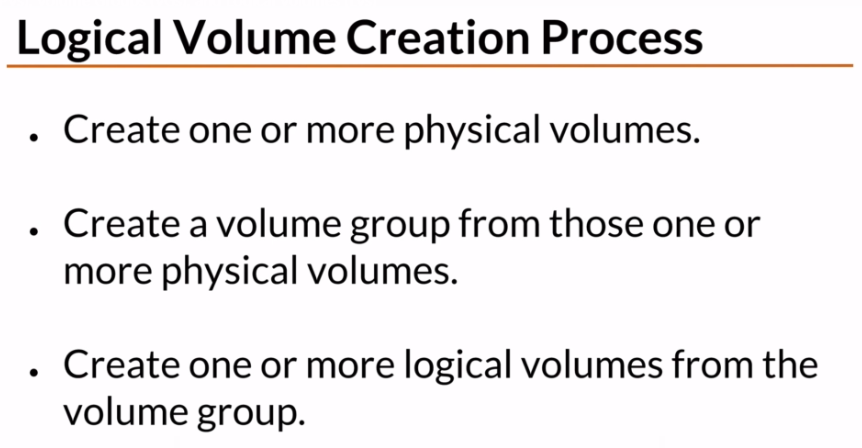 Logical Volume Creation Process
• Create one or more physical volumes.
• Create a volume group from those one or
more physical volumes.
• Create one or more logical volumes from the
volume group.